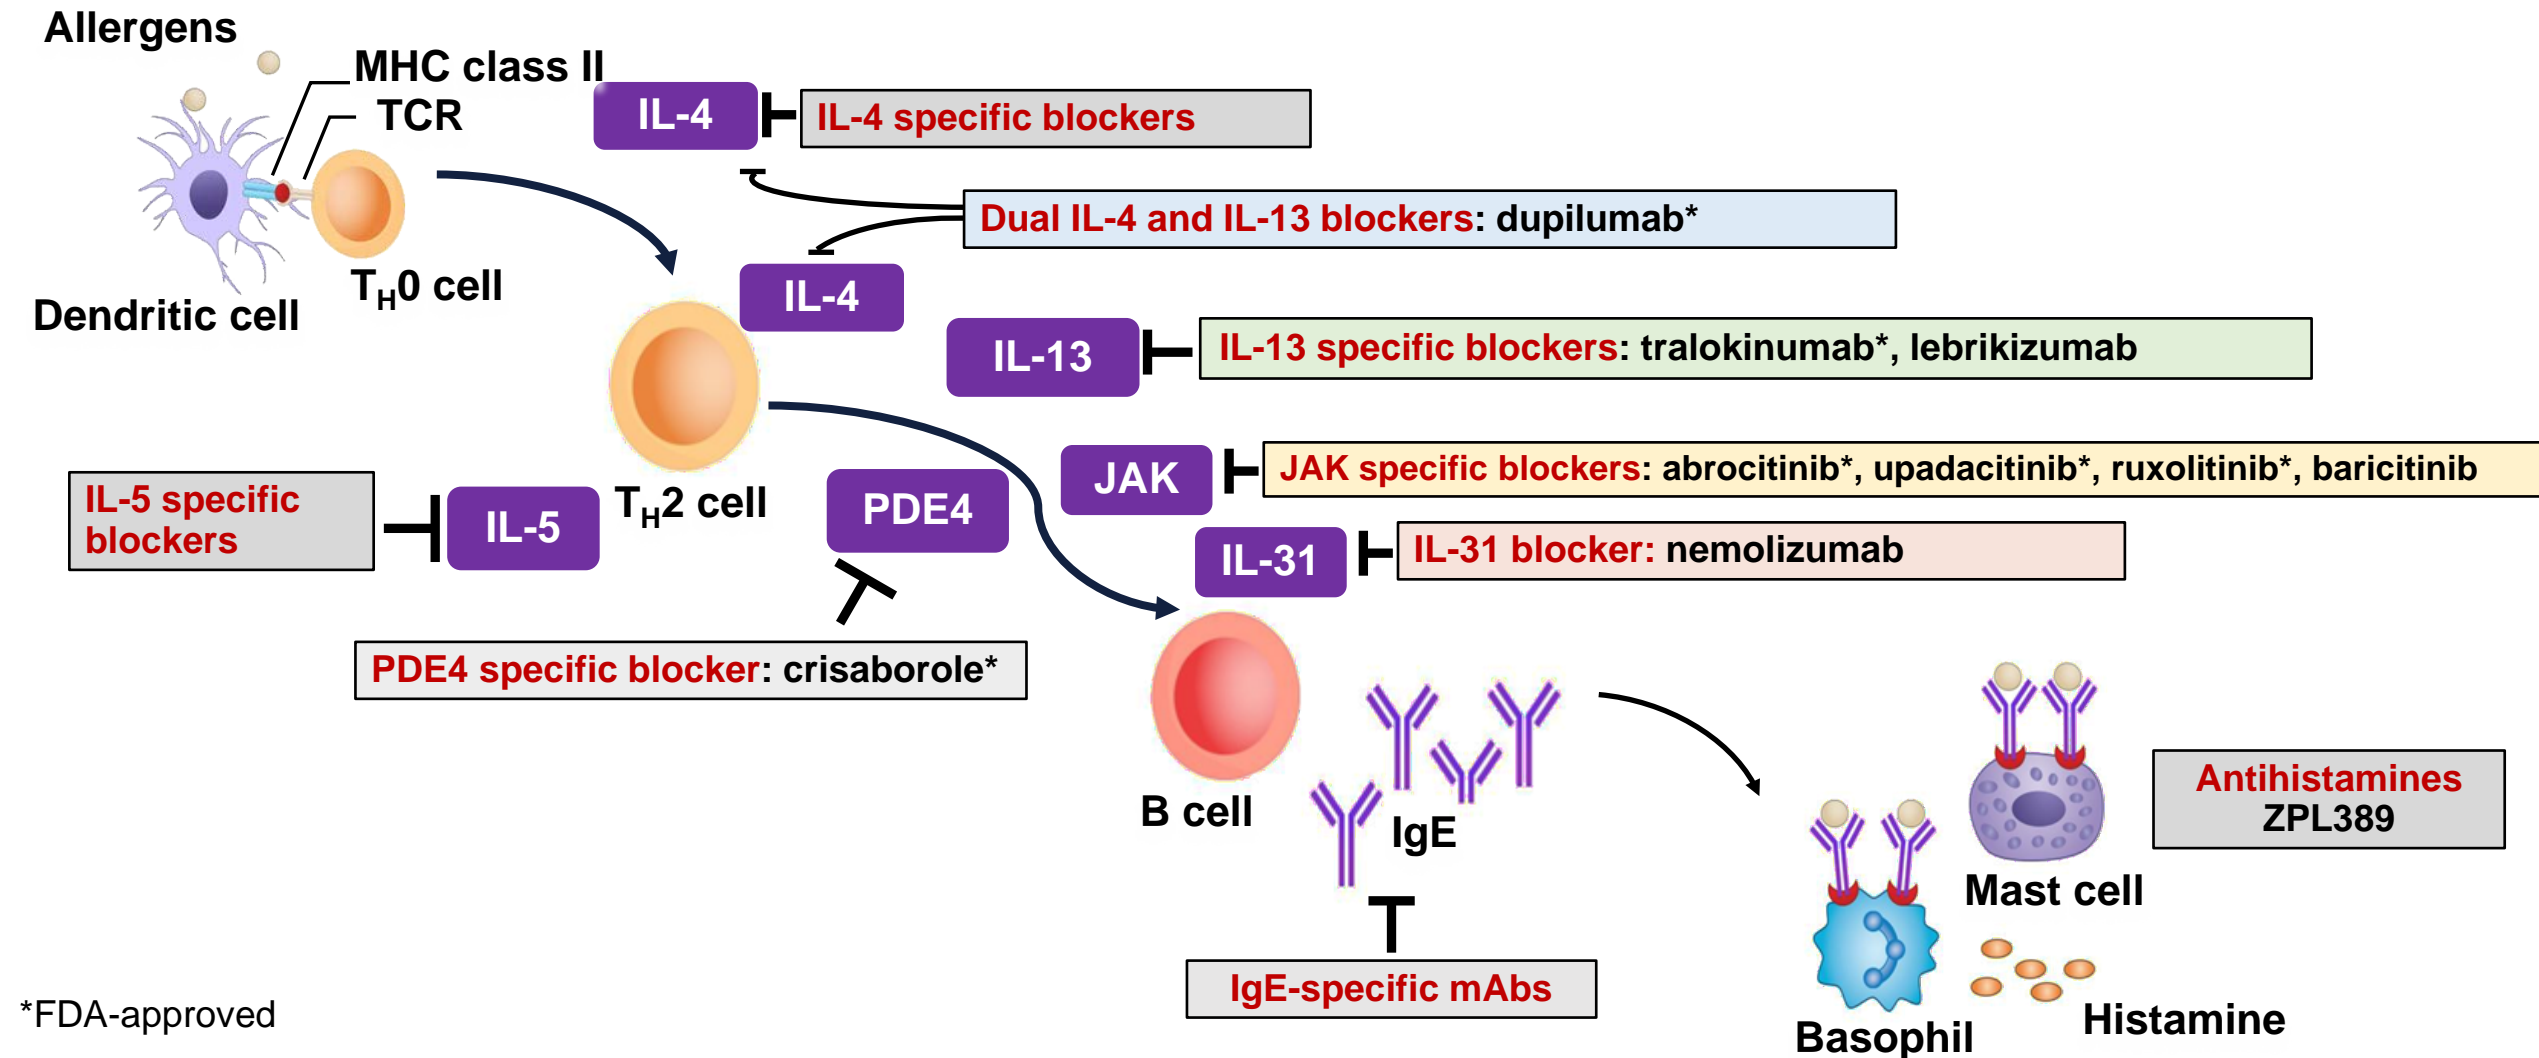 Allergens
MHC class II
TCR
IL-4
IL-4 specific blockers
Dual IL-4 and IL-13 blockers: dupilumab*
TH0 cell
Dendritic cell
IL-4
IL-13
IL-13 specific blockers: tralokinumab*, lebrikizumab
JAK
JAK specific blockers: abrocitinib*, upadacitinib*, ruxolitinib*, baricitinib
IL-5 specific
blockers
IL-5
TH2 cell
PDE4
IL-31
IL-31 blocker: nemolizumab
PDE4 specific blocker: crisaborole*
B cell
IgE
Antihistamines
ZPL389
Mast cell
IgE-specific mAbs
*FDA-approved
Histamine
Basophil